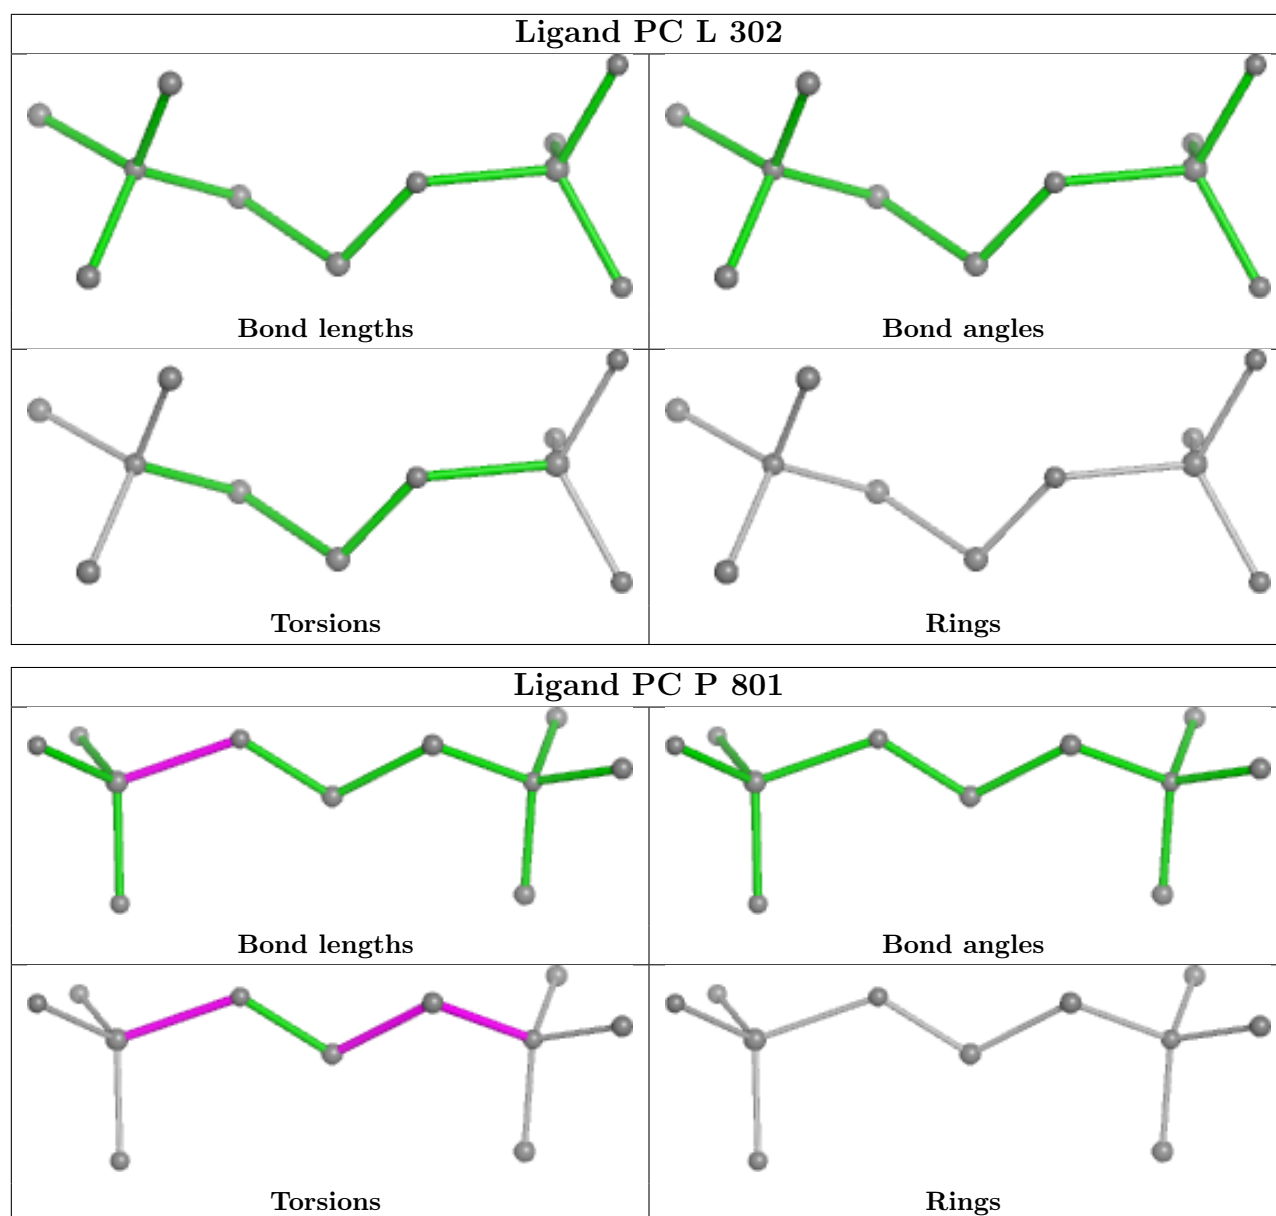 Ligand PC L 302
Bond lengths
Bond angles
Torsions
Rings
Ligand PC P 801
Bond lengths
Bond angles
Torsions
Rings